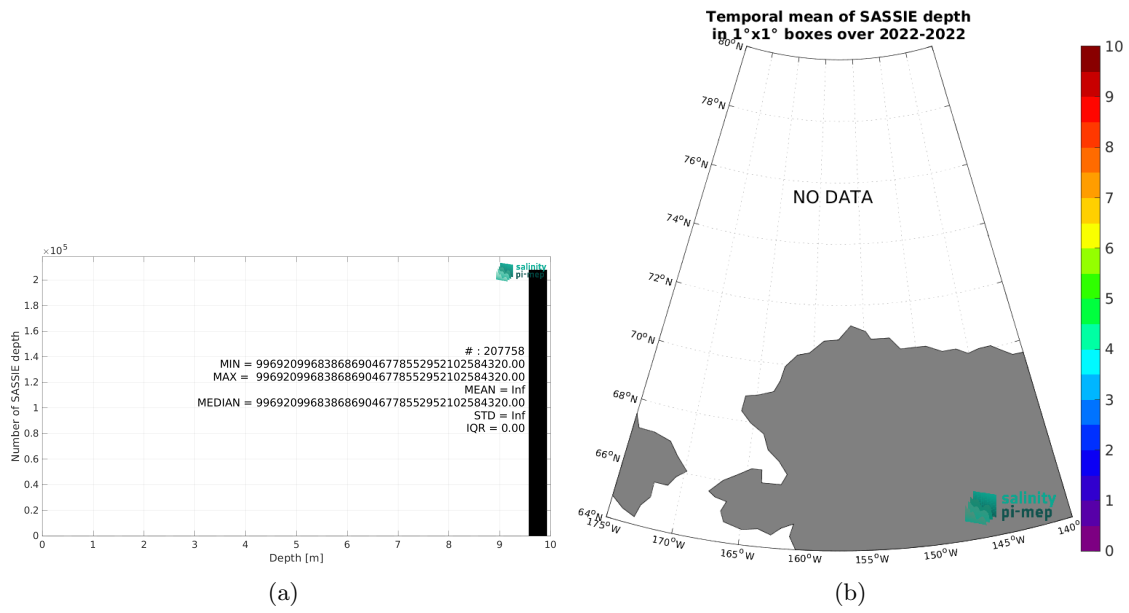 ×10⁵
2
1.8
1.6
1.4
1.2
1
0.8
0.6
0.4
0.2
0
Number of SASSIE depth
salinity
pi-mep
# : 207758
MIN = 9969209968386869046778552952102584320.00
MAX = 9969209968386869046778552952102584320.00
MEAN = Inf
MEDIAN = 9969209968386869046778552952102584320.00
STD = Inf
IQR = 0.00
0 1 2 3 4 5 6 7 8 9 10
Depth [m]
(a)
Temporal mean of SASSIE depth
in 1°x1° boxes over 2022-2022
80°N
78°N
76°N
74°N
72°N
70°N
68°N
66°N
64°N
NO DATA
175°W
170°W
165°W
160°W
155°W
150°W
145°W
140°
salinity
pi-mep
10
9
8
7
6
5
4
3
2
1
0
(b)